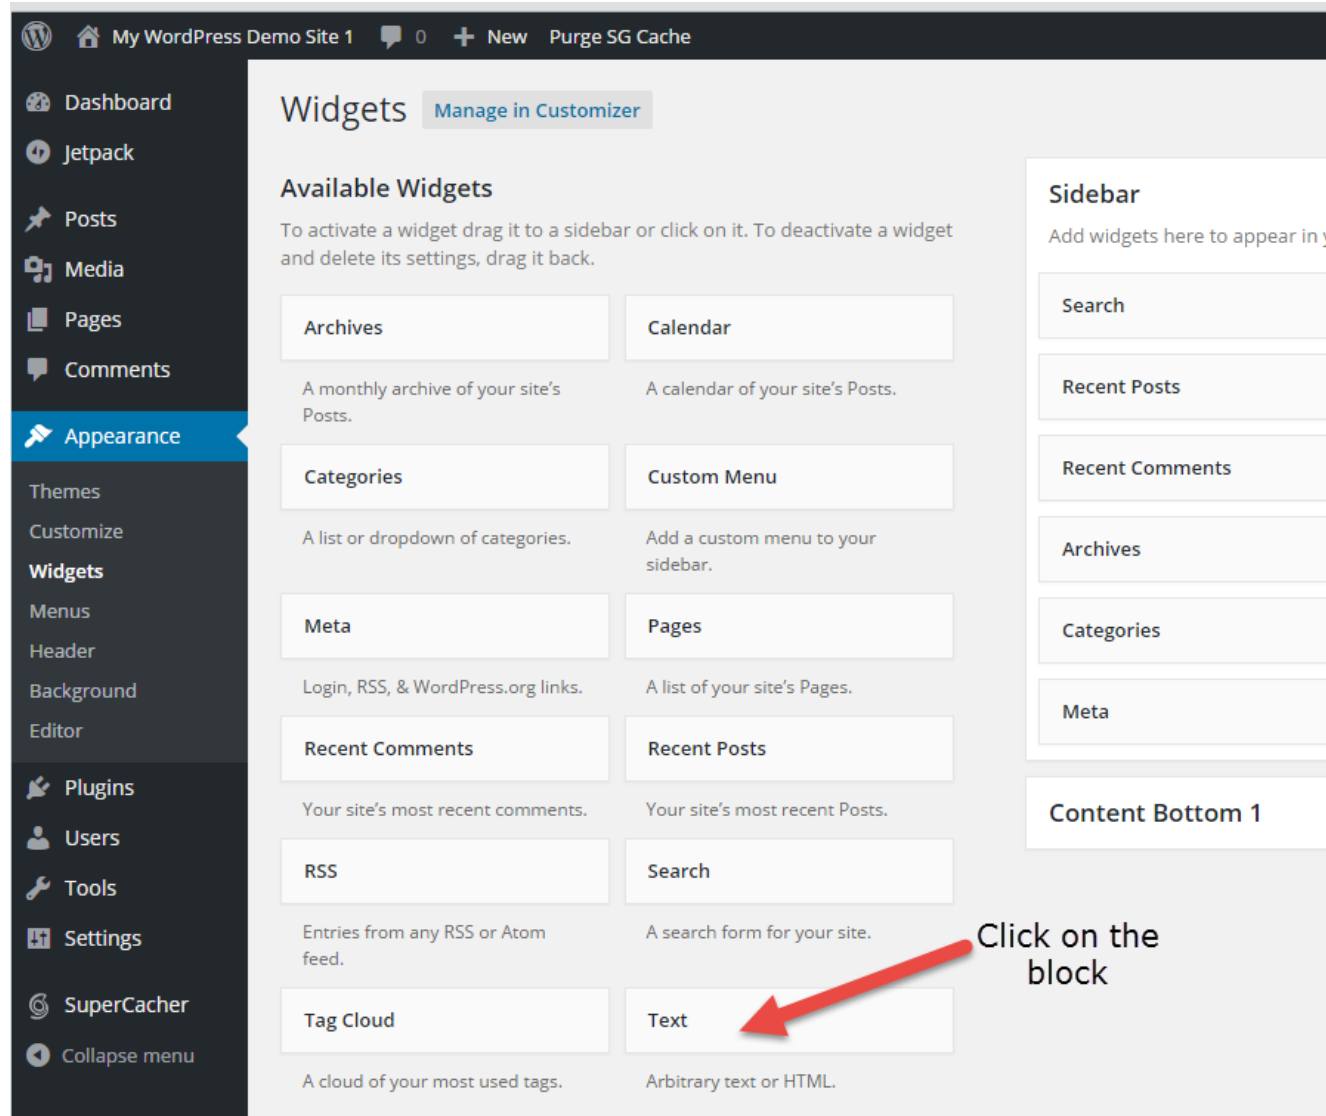 My WordPress Demo Site 1 0 New Purge SG Cache
Dashboard
Jetpack
Posts
Media
Pages
Comments
Appearance
Themes
Customize
Widgets
Menus
Header
Background
Editor
Plugins
Users
Tools
Settings
SuperCacher
Collapse menu
Widgets Manage in Customizer
Available Widgets
To activate a widget drag it to a sidebar or click on it. To deactivate a widget
and delete its settings, drag it back.
Archives
A monthly archive of your site's
Posts.
Calendar
A calendar of your site's Posts.
Categories
A list or dropdown of categories.
Custom Menu
Add a custom menu to your
sidebar.
Meta
Login, RSS, & WordPress.org links.
Pages
A list of your site's Pages.
Recent Comments
Your site's most recent comments.
Recent Posts
Your site's most recent Posts.
RSS
Entries from any RSS or Atom
feed.
Search
A search form for your site.
Tag Cloud
A cloud of your most used tags.
Text
Arbitrary text or HTML.
Click on the
block
Sidebar
Add widgets here to appear in
Search
Recent Posts
Recent Comments
Archives
Categories
Meta
Content Bottom 1